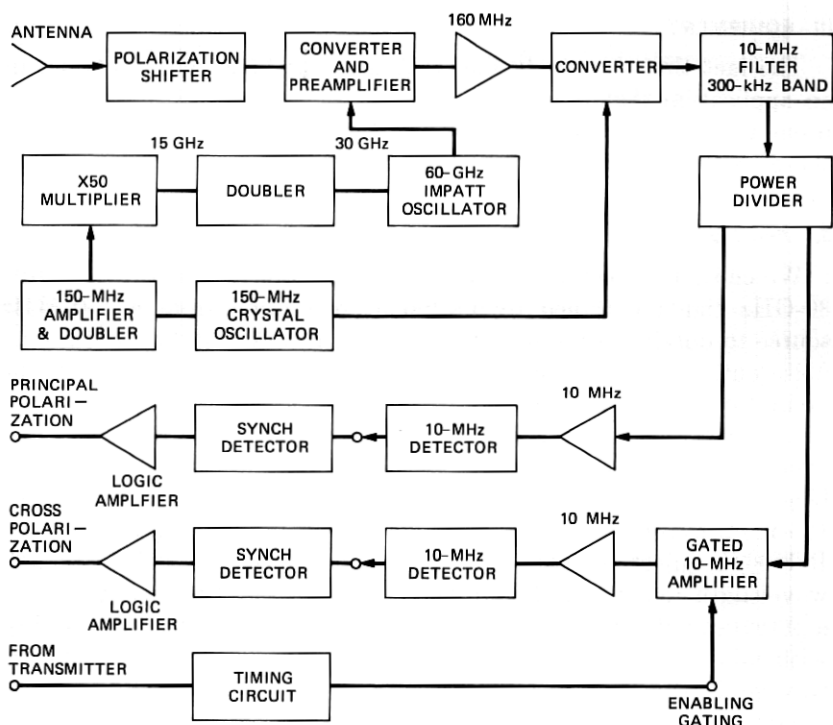 ANTENNA
POLARIZATION
SHIFTER
CONVERTER
AND
PREAMPLIFIER
160 MHz
CONVERTER
10-MHz
FILTER
300-kHz BAND
15 GHz
30 GHz
X50
MULTIPLIER
DOUBLER
60-GHz
IMPATT
OSCILLATOR
POWER
DIVIDER
150-MHz
AMPLIFIER
& DOUBLER
150-MHz
CRYSTAL
OSCILLATOR
PRINCIPAL
POLARI-
ZATION
LOGIC
AMPLFIER
SYNCH
DETECTOR
10-MHz
DETECTOR
10 MHz
CROSS
POLARI-
ZATION
LOGIC
AMPLIFIER
SYNCH
DETECTOR
10-MHz
DETECTOR
10 MHz
GATED
10-MHz
AMPLIFIER
FROM
TRANSMITTER
TIMING
CIRCUIT
ENABLING
GATING